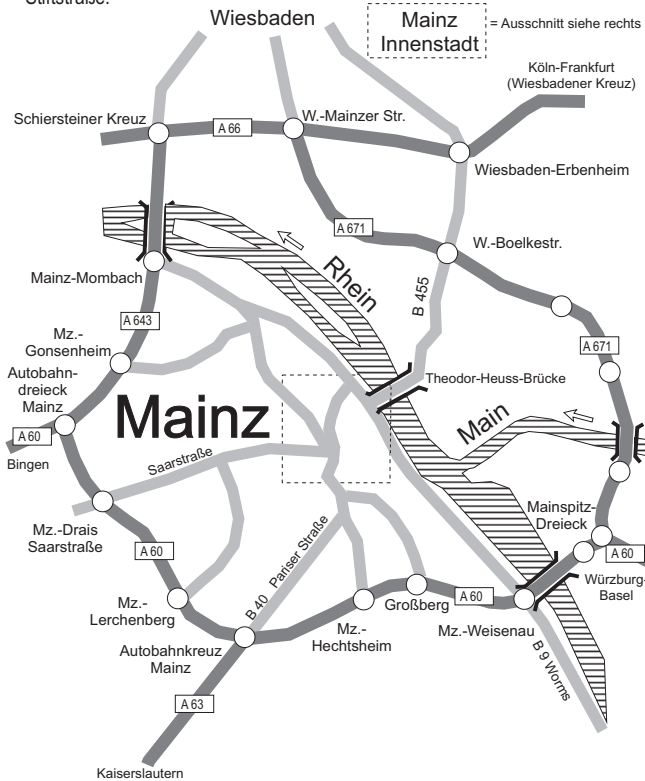 Stiftstraße.
Wiesbaden
Mainz
Innenstadt
= Ausschnitt siehe rechts
Köln-Frankfurt
(Wiesbadener Kreuz)
Schiersteiner Kreuz
A 66
W.-Mainzer Str.
Wiesbaden-Erbenheim
A 671
W.-Boelkestr.
Rhein
Mainz-Mombach
B 455
A 643
Mz.-
Gonsenheim
A 671
Autobahn-
dreieck
Mainz
Theodor-Heuss-Brücke
Mainz
Main
A 60
Bingen
Saarstraße
Mz.-Drais
Saarstraße
Mainspitz-
Dreieck
A 60
A 60
Pariser Straße
B 40
Würzburg-
Basel
Mz.-
Lerchenberg
Großberg
A 60
Mz.-
Hechtsheim
Mz.-Weisenau
Autobahnkreuz
Mainz
B 9 Worms
A 63
Kaiserslautern